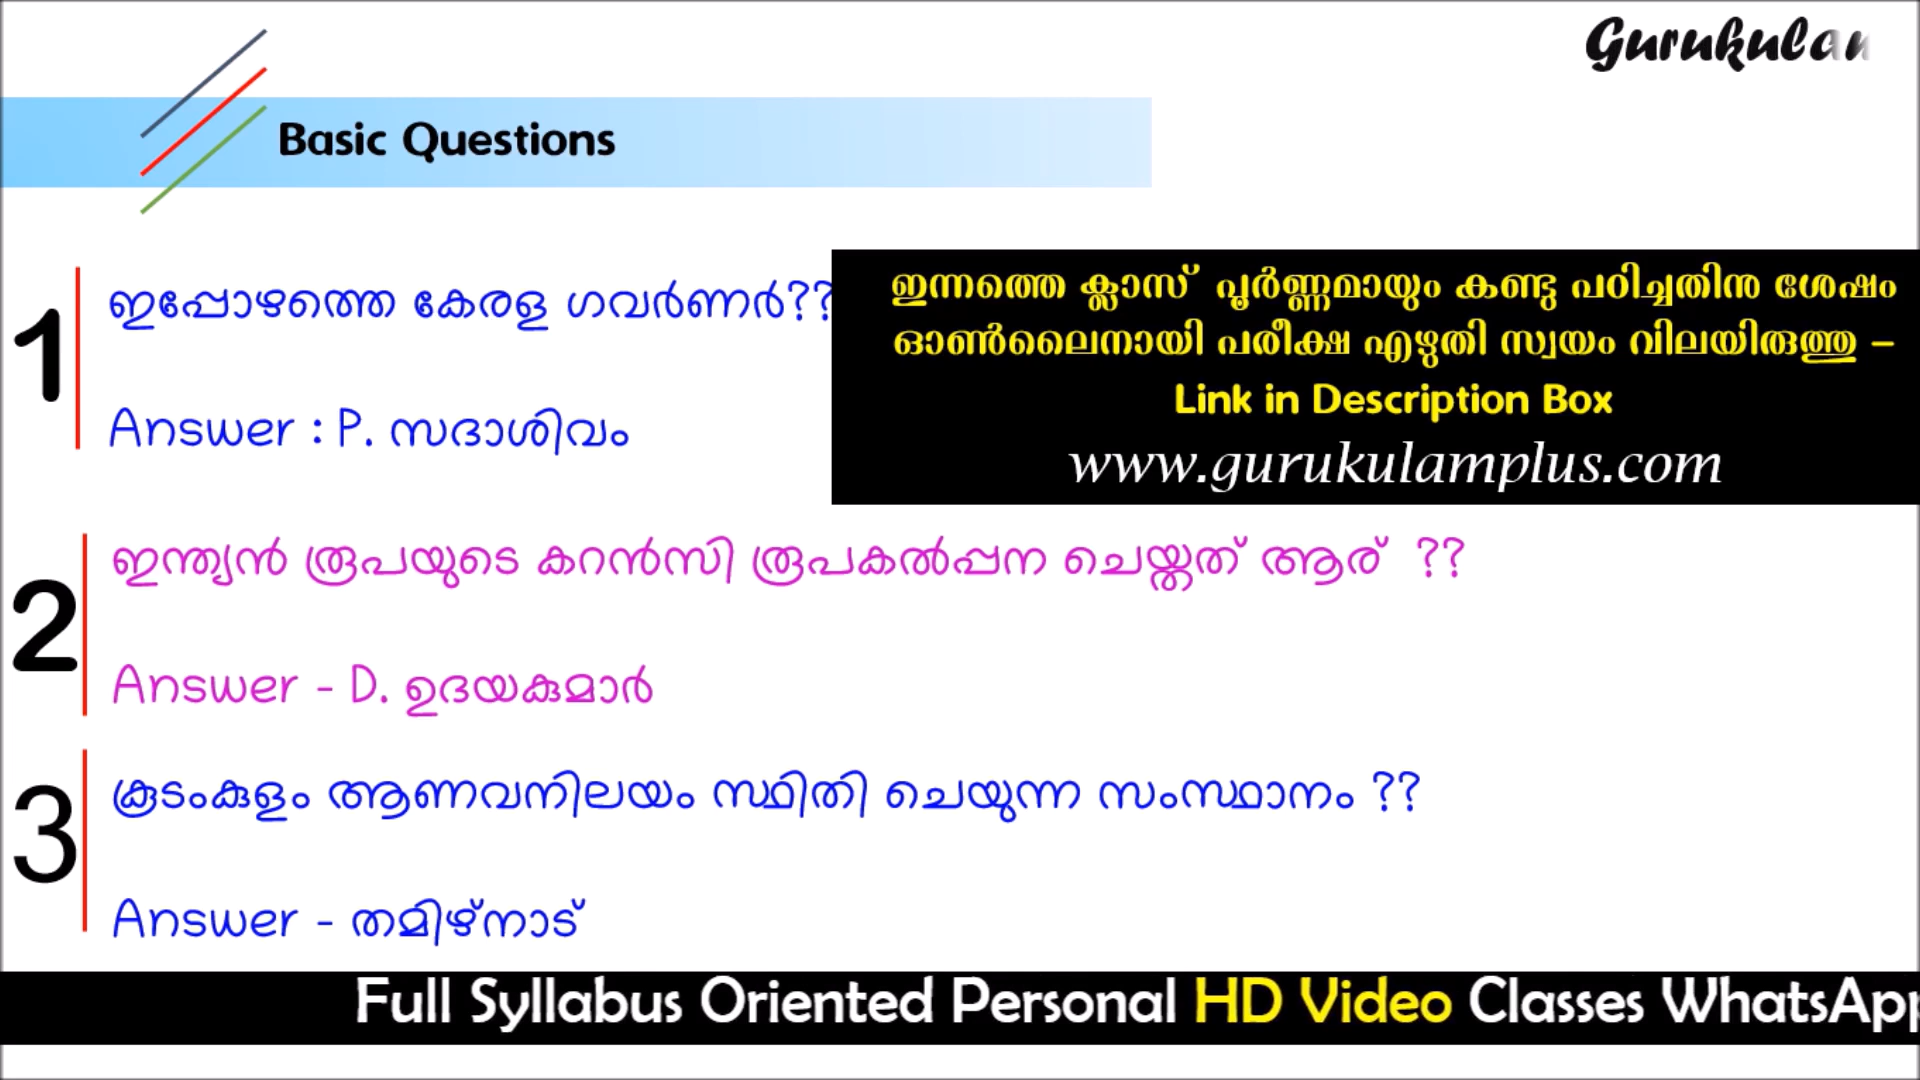 Gurukulam
Basic Questions
1
ഇപ്പോഴത്തെ കേരള ഗവർണർ??
Answer : P. സദാശിവം
ഇന്നത്തെ ക്ലാസ് പൂർണ്ണമായും കണ്ടു പഠിച്ചതിനു ശേഷം
ഓൺലൈനായി പരീക്ഷ എഴുതി സ്വയം വിലയിരുത്തു –
Link in Description Box
www.gurukulamplus.com
2
ഇന്ത്യൻ രൂപയുടെ കറൻസി രൂപകൽപ്പന ചെയ്തത് ആര് ??
Answer - D. ഉദയകുമാർ
3
കൂടംകുളം ആണവനിലയം സ്ഥിതി ചെയുന്ന സംസ്ഥാനം ??
Answer - തമിഴ്നാട്
Full Syllabus Oriented Personal HD Video Classes WhatsApp